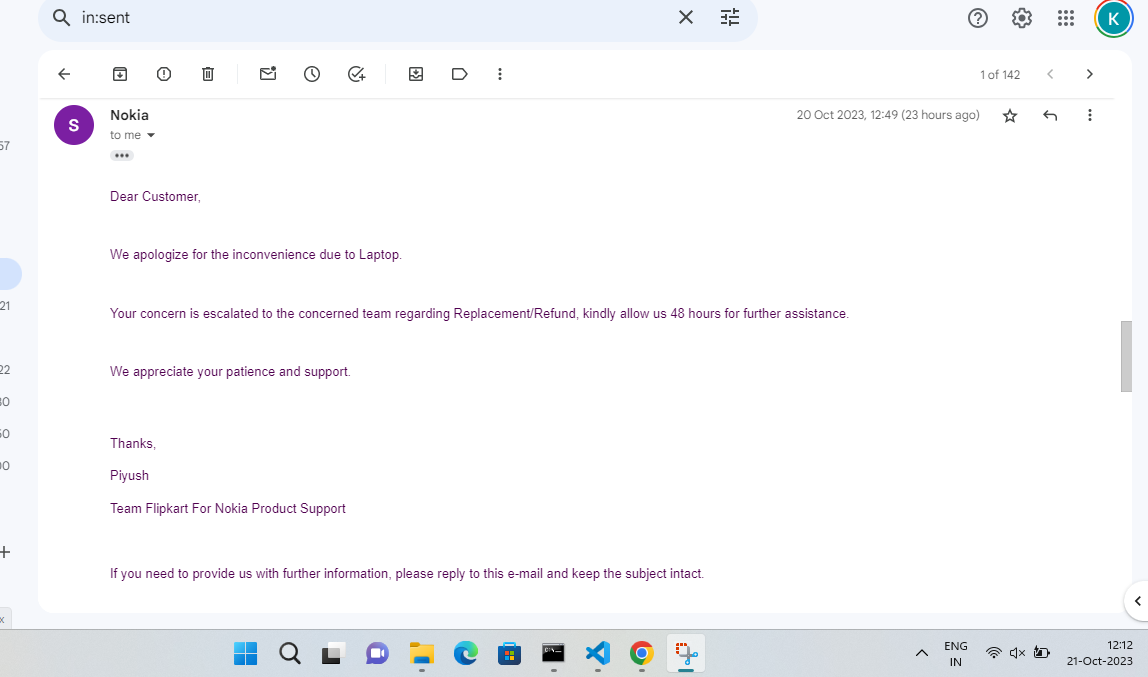 in:sent
K
1 of 142
S
Nokia
20 Oct 2023, 12:49 (23 hours ago)
to me
57
Dear Customer,
We apologize for the inconvenience due to Laptop.
21
Your concern is escalated to the concerned team regarding Replacement/Refund, kindly allow us 48 hours for further assistance.
22
We appreciate your patience and support.
Thanks,
Piyush
Team Flipkart For Nokia Product Support
If you need to provide us with further information, please reply to this e-mail and keep the subject intact.
x
ENG
IN
12:12
21-Oct-2023